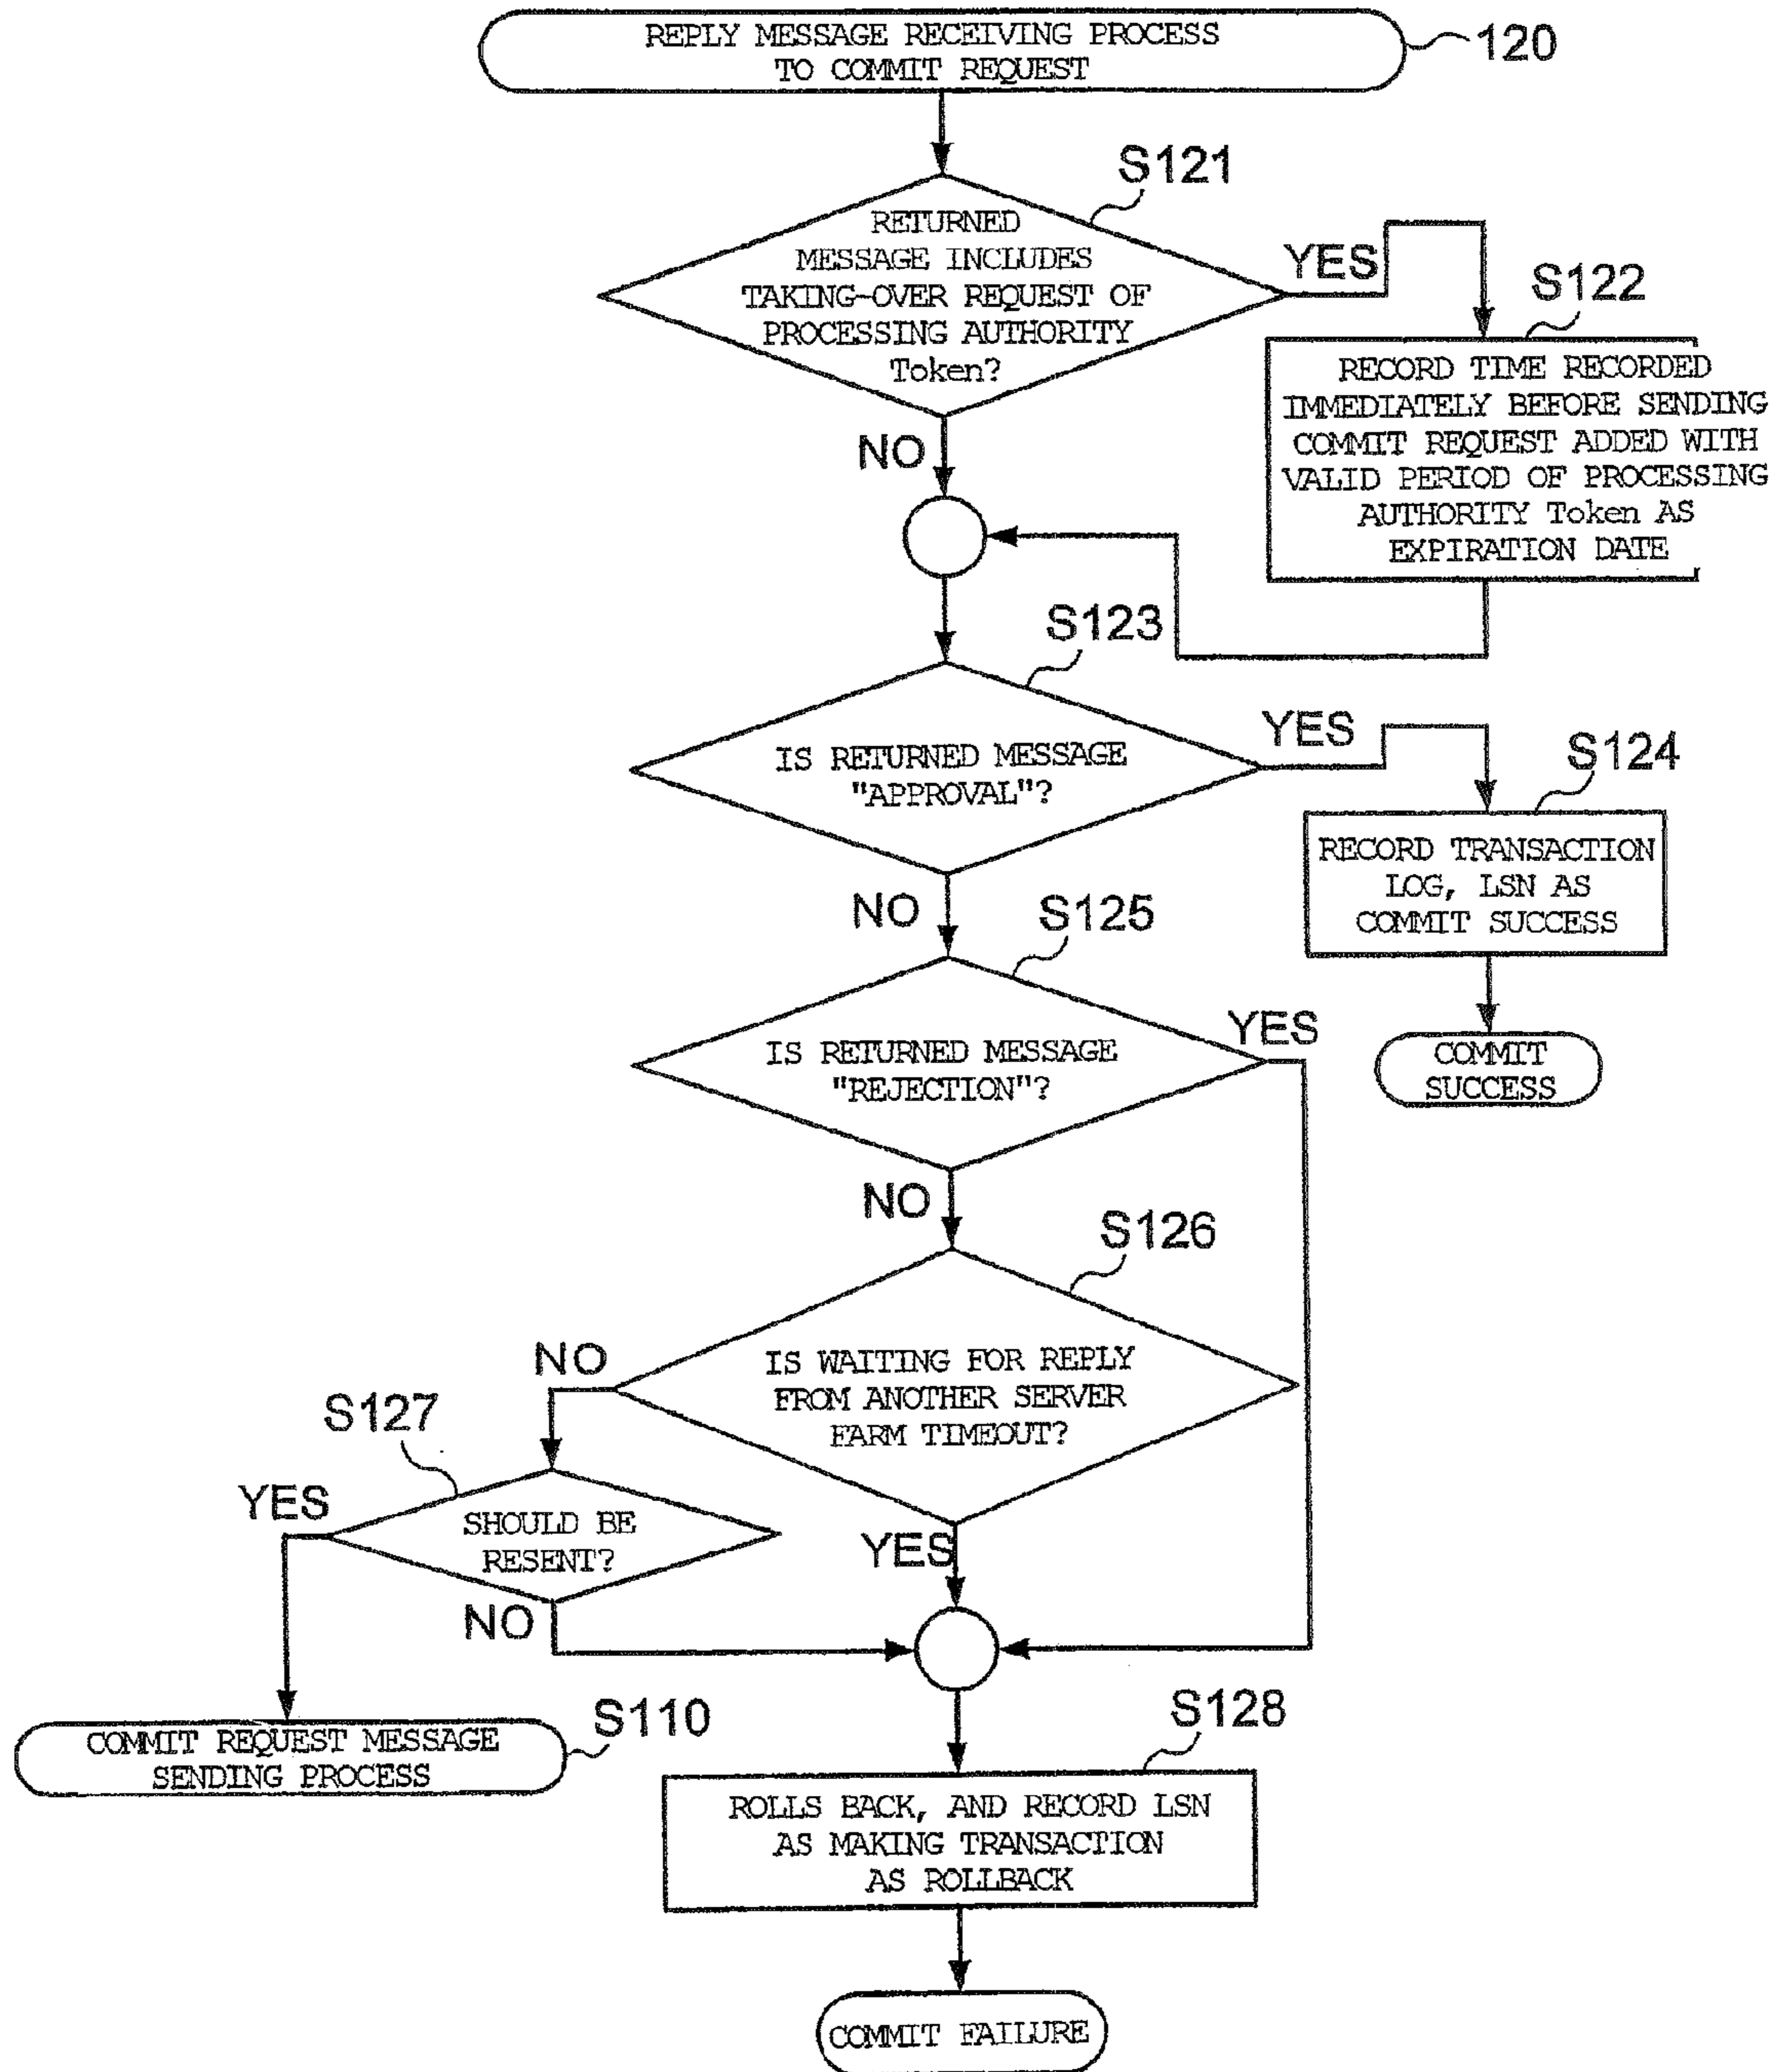 REPLY MESSAGE RECEIVING PROCESS
TO COMMIT REQUEST
120
S121
RETURNED
MESSAGE INCLUDES
TAKING-OVER REQUEST OF
PROCESSING AUTHORITY
Token?
YES
S122
RECORD TIME RECORDED
IMMEDIATELY BEFORE SENDING
COMMIT REQUEST ADDED WITH
VALID PERIOD OF PROCESSING
AUTHORITY Token AS
EXPIRATION DATE
NO
S123
IS RETURNED MESSAGE
"APPROVAL"?
YES
S124
RECORD TRANSACTION
LOG, LSN AS
COMMIT SUCCESS
COMMIT
SUCCESS
NO
S125
IS RETURNED MESSAGE
"REJECTION"?
YES
NO
S126
IS WAITING FOR REPLY
FROM ANOTHER SERVER
FARM TIMEOUT?
NO
S127
YES
SHOULD BE
RESENT?
YES
NO
COMMIT REQUEST MESSAGE
SENDING PROCESS
S110
S128
ROLLS BACK, AND RECORD LSN
AS MAKING TRANSACTION
AS ROLLBACK
COMMIT FAILURE